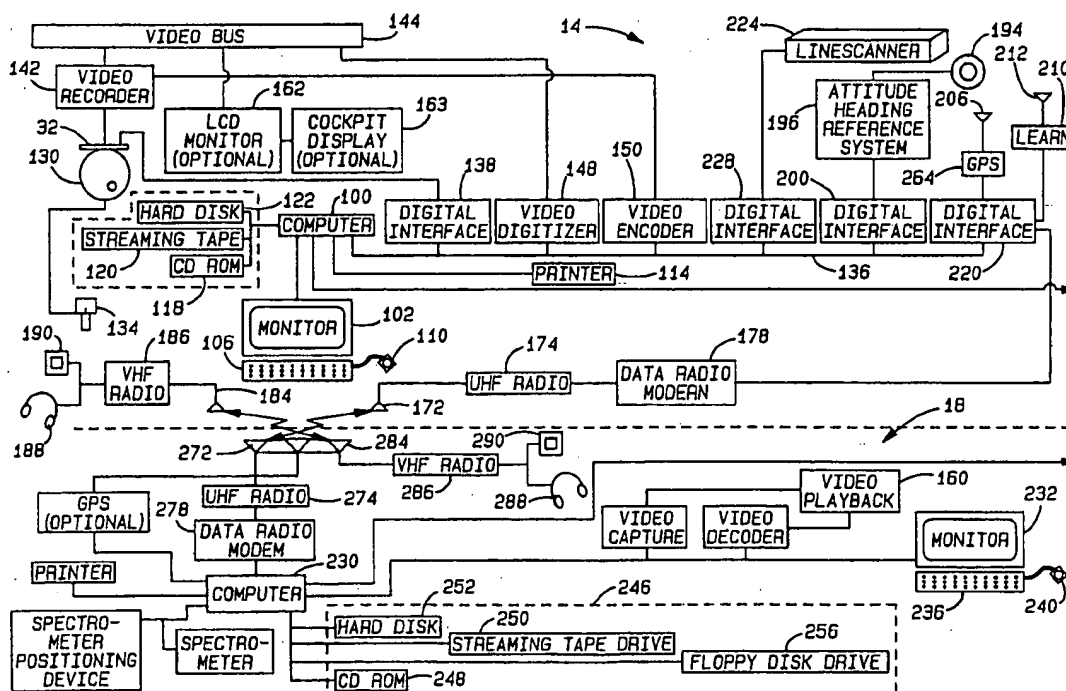 VIDEO BUS
144
14
224
LINESCANNER
194
142
VIDEO
RECORDER
162
LCD
MONITOR
(OPTIONAL)
163
COCKPIT
DISPLAY
(OPTIONAL)
196
ATTITUDE
HEADING
REFERENCE
SYSTEM
206
212
210
LEARN
32
130
264
GPS
138
DIGITAL
INTERFACE
148
VIDEO
DIGITIZER
150
VIDEO
ENCODER
228
DIGITAL
INTERFACE
200
DIGITAL
INTERFACE
DIGITAL
INTERFACE
220
122
HARD DISK
STREAMING TAPE
120
CD ROM
118
100
COMPUTER
PRINTER
114
136
134
MONITOR
102
106
110
190
186
VHF
RADIO
184
188
174
UHF RADIO
178
DATA RADIO
MODERN
172
18
272
284
290
VHF RADIO
286
288
GPS
(OPTIONAL)
UHF RADIO
274
278
DATA RADIO
MODEM
VIDEO
PLAYBACK
160
VIDEO
CAPTURE
VIDEO
DECODER
232
MONITOR
236
240
PRINTER
230
COMPUTER
246
252
HARD DISK
250
STREAMING TAPE DRIVE
256
FLOPPY DISK DRIVE
CD ROM
248
SPECTRO-
METER
POSITIONING
DEVICE
SPECTRO-
METER